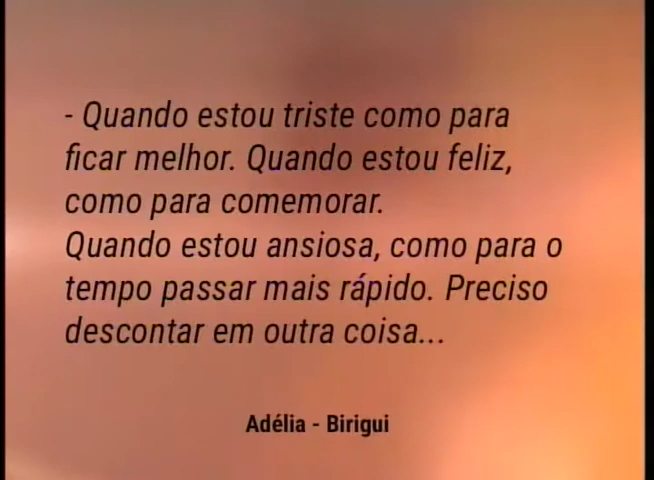 - Quando estou triste como para
ficar melhor. Quando estou feliz,
como para comemorar.
Quando estou ansiosa, como para o
tempo passar mais rápido. Preciso
descontar em outra coisa...
Adélia - Birigui